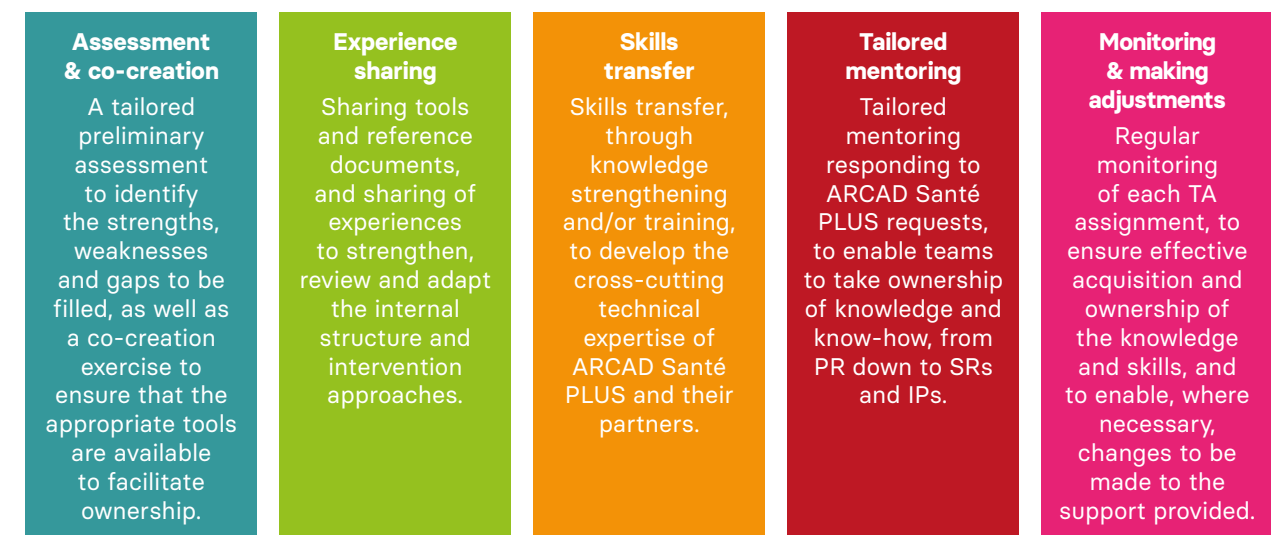 Assessment
& co-creation
A tailored
preliminary
assessment
to identify
the strengths,
weaknesses
and gaps to be
filled, as well as
a co-creation
exercise to
ensure that the
appropriate tools
are available
to facilitate
ownership.
Experience
sharing
Sharing tools
and reference
documents,
and sharing of
experiences
to strengthen,
review and adapt
the internal
structure and
intervention
approaches.
Skills
transfer
Skills transfer,
through
knowledge
strengthening
and/or training,
to develop the
cross-cutting
technical
expertise of
ARCAD Santé
PLUS and their
partners.
Tailored
mentoring
Tailored
mentoring
responding to
ARCAD Santé
PLUS requests,
to enable teams
to take ownership
of knowledge and
know-how, from
PR down to SRs
and IPs.
Monitoring
& making
adjustments
Regular
monitoring
of each TA
assignment, to
ensure effective
acquisition and
ownership of
the knowledge
and skills, and
to enable, where
necessary,
changes to be
made to the
support provided.